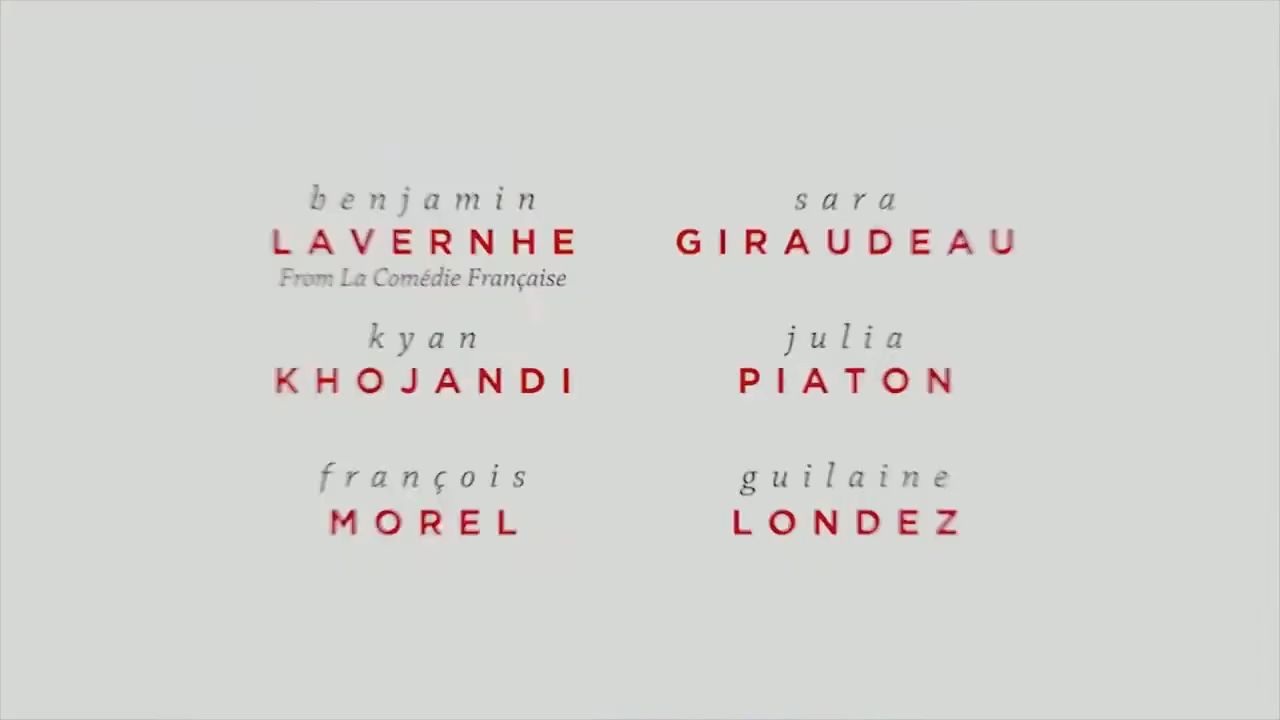 benjamin
LAVERNHE
From La Comédie Française
sara
GIRAUDEAU
kyan
KHOJANDI
julia
PIATON
françois
MOREL
guilaine
LONDEZ